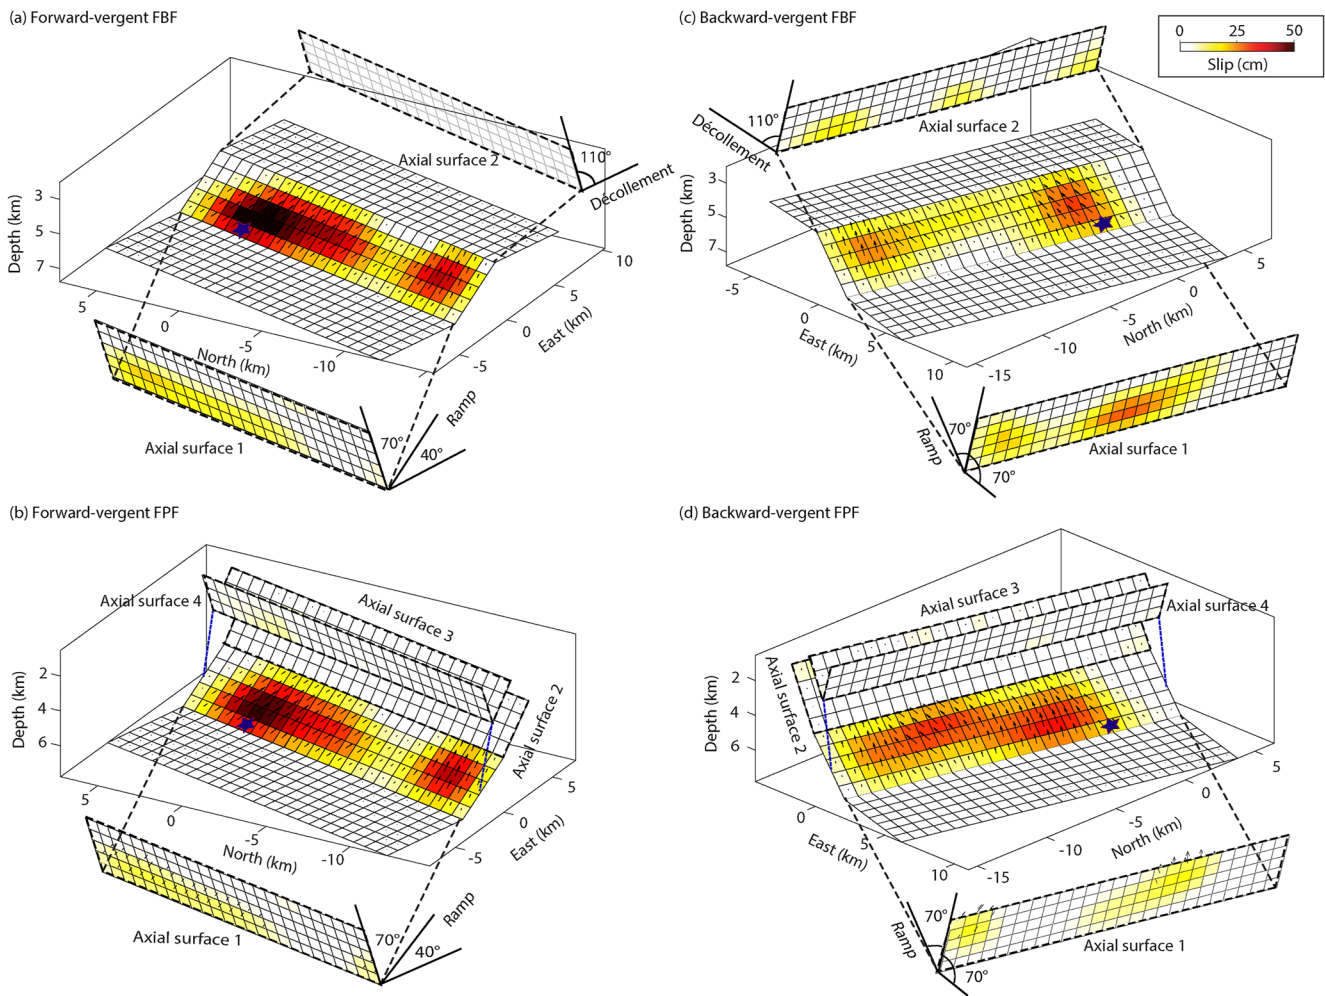 (a) Forward-vergent FBF
Axial surface 2
110°
Décollement
Depth (km)
3
5
7
5
0
-5
-10
North (km)
-5
0
5
10
East (km)
Axial surface 1
70°
40°
Ramp
(c) Backward-vergent FBF
0 25 50
Slip (cm)
110°
Décollement
Axial surface 2
Depth (km)
3
5
7
-5
0
5
10
East (km)
-15
-10
-5
0
5
North (km)
Ramp
70°
70°
Axial surface 1
(b) Forward-vergent FPF
Axial surface 4
Axial surface 3
Axial surface 2
Depth (km)
2
4
6
5
0
-5
-10
North (km)
-5
0
5
East (km)
Axial surface 1
70°
40°
Ramp
(d) Backward-vergent FPF
Axial surface 3
Axial surface 4
Axial surface 2
Depth (km)
2
4
6
0
5
10
East (km)
-15
-10
-5
0
5
North (km)
Ramp
70°
70°
Axial surface 1